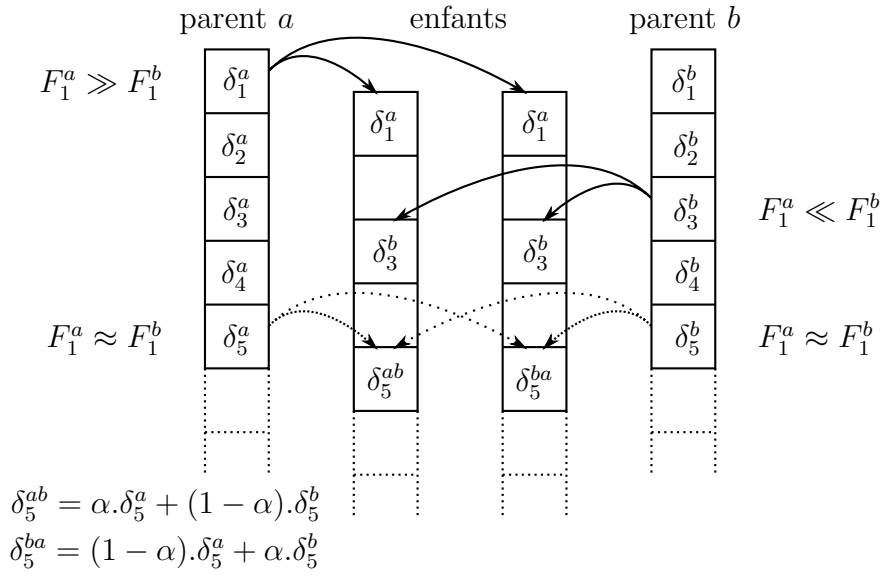 parent a enfants parent b
F_1^a ≫ F_1^b δ_1^a δ_1^a δ_1^a δ_1^b
δ_2^a δ_2^b
δ_3^a δ_3^b δ_3^b δ_3^b F_1^a ≪ F_1^b
δ_4^a δ_4^b
F_1^a ≈ F_1^b δ_5^a δ_5^{ab} δ_5^{ba} δ_5^b F_1^a ≈ F_1^b
δ_5^{ab} = α.δ_5^a + (1 − α).δ_5^b
δ_5^{ba} = (1 − α).δ_5^a + α.δ_5^b